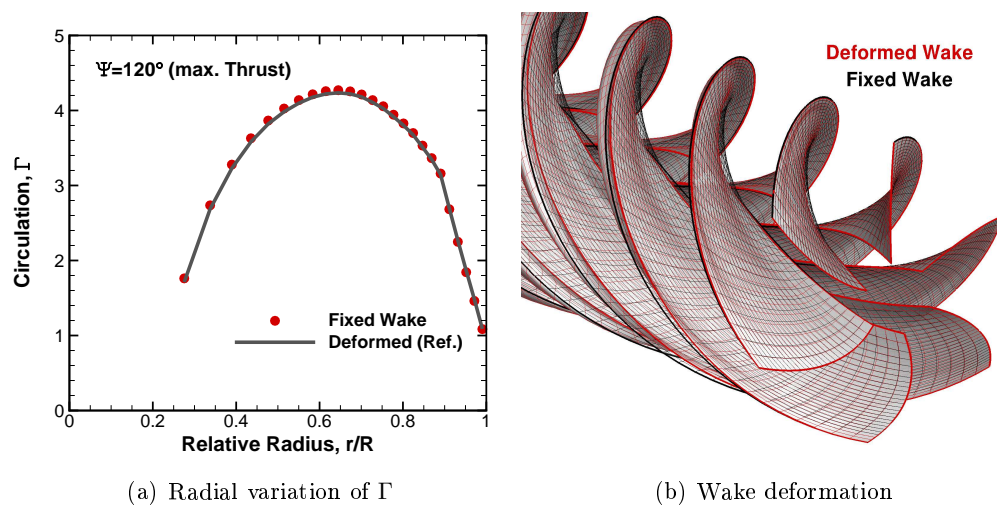 Ψ=120° (max. Thrust)
Circulation, Γ
5
4
3
2
1
0
0
0.2
0.4
0.6
0.8
1
Relative Radius, r/R
Fixed Wake
Deformed (Ref.)
Deformed Wake
Fixed Wake
(a) Radial variation of Γ
(b) Wake deformation